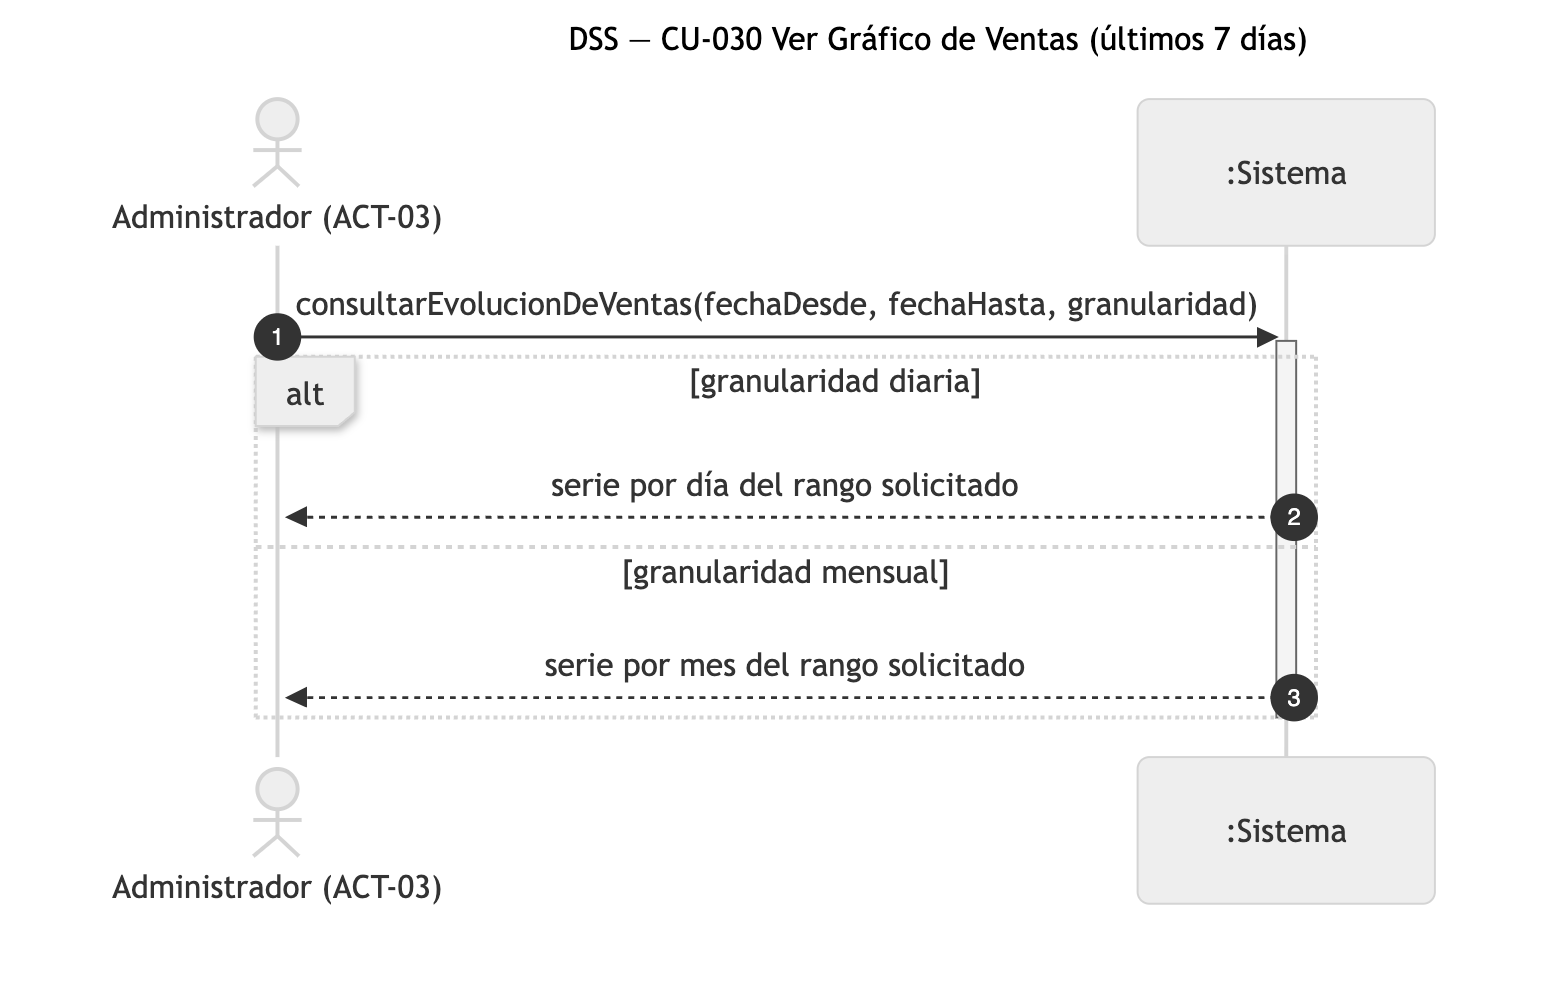 DSS — CU-030 Ver Gráfico de Ventas (últimos 7 días)
Administrador (ACT-03)
:Sistema
consultarEvolucionDeVentas(fechaDesde, fechaHasta, granularidad)
1
alt
[granularidad diaria]
serie por día del rango solicitado
2
[granularidad mensual]
serie por mes del rango solicitado
3
Administrador (ACT-03)
:Sistema